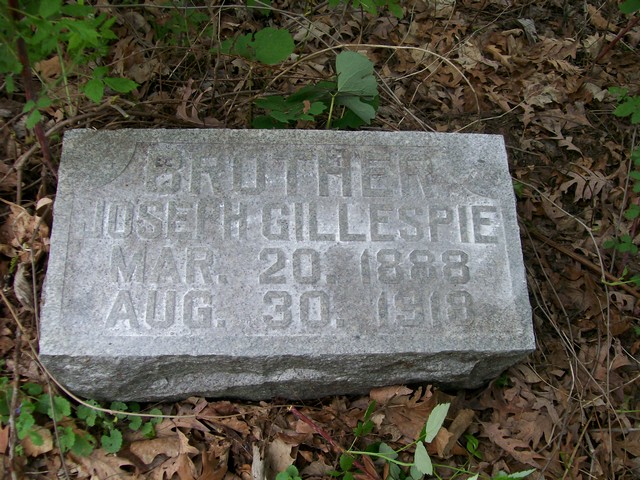 BROTHER
JOSEPH GILLESPIE
MAR. 20. 1888
AUG. 30. 1918